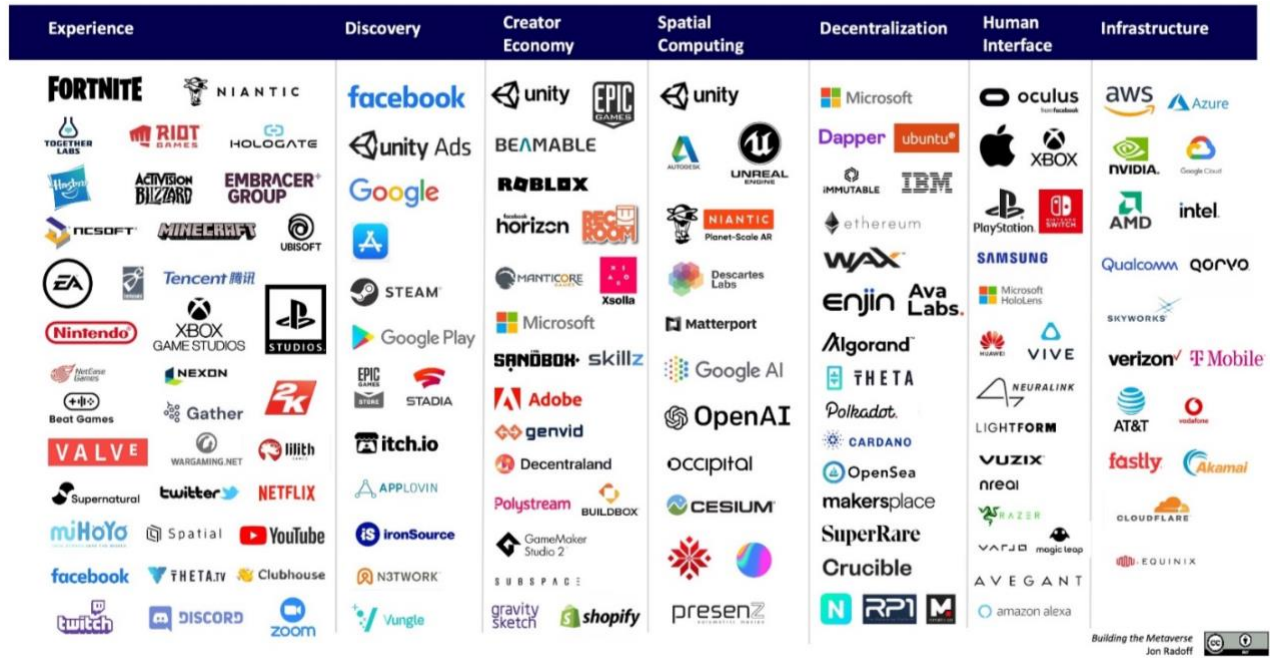 Experience
Discovery
Creator
Economy
Spatial
Computing
Decentralization
Human
Interface
Infrastructure
FORTNITE
NIANTIC
TOGETHER
LABS
RIOT
GAMES
HOLOGATE
Hasbro
ACTIVISION
BLIZZARD
EMBRACER+
GROUP
NCSOFT
MINECRAFT
UBISOFT
EA
Tencent 腾讯
Nintendo
XBOX
GAME STUDIOS
STUDIOS
NetEase
Games
NEXON
2K
Beat Games
Gather
VALVE
WARGAMING.NET
lilith
Supernatural
twitter
NETFLIX
miHoYo
Spatial
YouTube
facebook
THETA.tv
Clubhouse
twitch
DISCORD
zoom
facebook
unity Ads
Google
STEAM
Google Play
EPIC
GAMES
STORE
STADIA
itch.io
APPLOVIN
iS ironSource
N3TWORK
Vungle
unity
EPIC
GAMES
BEAMABLE
ROBLOX
facebook
horizon
REC
ROOM
MANTICORE
GAMES
Xsolla
Microsoft
SANDBOX
skillz
Adobe
genvid
Decentraland
Polystream
BUILDBOX
GameMaker
Studio 2
SUBSPACE
gravity
sketch
shopify
unity
AUTODESK
UNREAL
ENGINE
NIANTIC
Planet-Scale AR
Descartes
Labs
Matterport
Google AI
OpenAI
occipital
CESIUM
presenz
Microsoft
Dapper
ubuntu
IMMUTABLE
IBM
ethereum
WAX
Enjin
Ava
Labs.
Algorand
THETA
Polkadot.
CARDANO
OpenSea
makersplace
SuperRare
Crucible
N
RP1
M
oculus
from facebook
XBOX
PlayStation
NINTENDO
SWITCH
SAMSUNG
Microsoft
HoloLens
HUAWEI
VIVE
NEURALINK
LIGHTFORM
VUZIX
nreal
RAZER
VARJO
magic leap
AVEGANT
amazon alexa
aws
Azure
NVIDIA.
Google Cloud
AMD
intel.
Qualcomm
QORVO
SKYWORKS
verizon
T Mobile
AT&T
vodafone
fastly
Akamai
CLOUDFLARE
EQUINIX
Building the Metaverse
Jon Radoff
cc
BY